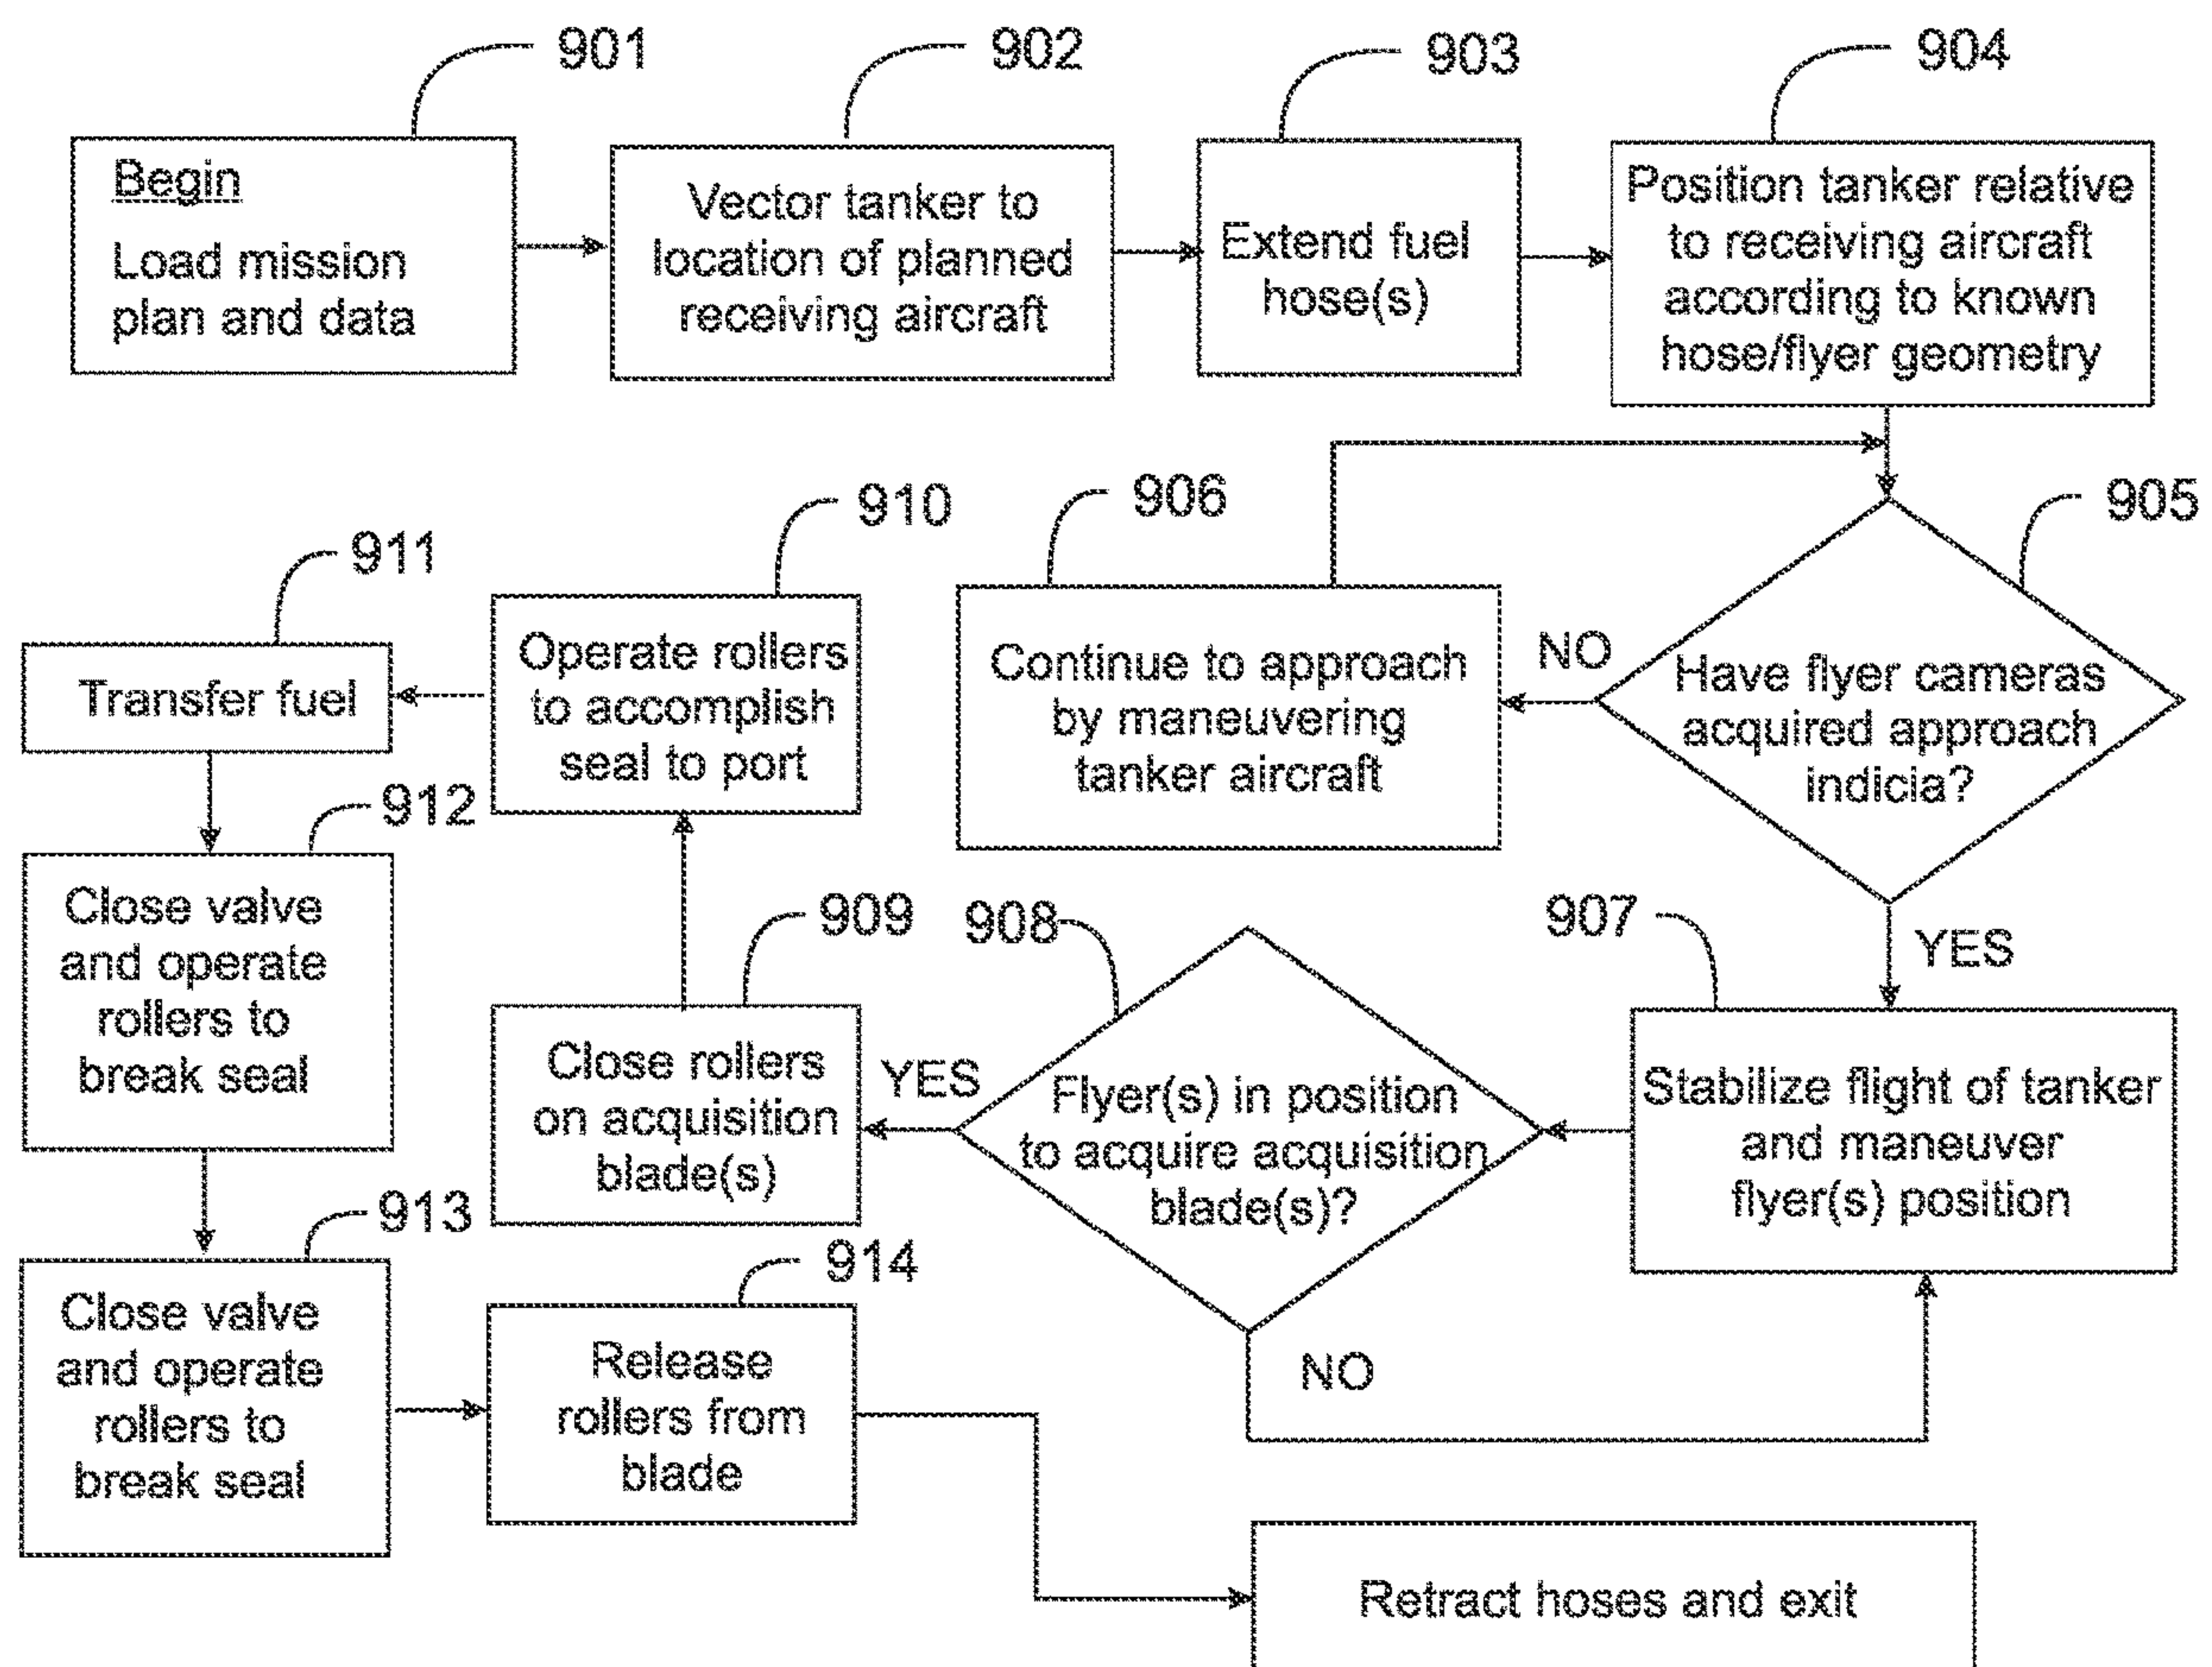 901
902
903
904
Begin
Load mission
plan and data
Vector tanker to
location of planned
receiving aircraft
Extend fuel
hose(s)
Position tanker relative
to receiving aircraft
according to known
hose/flyer geometry
905
Have flyer cameras
acquired approach
indicia?
NO
YES
906
Continue to approach
by maneuvering
tanker aircraft
907
Stabilize flight of tanker
and maneuver
flyer(s) position
908
Flyer(s) in position
to acquire acquisition
blade(s)?
YES
NO
909
Close rollers
on acquisition
blade(s)
910
Operate rollers
to accomplish
seal to port
911
Transfer fuel
912
Close valve
and operate
rollers to
break seal
913
Close valve
and operate
rollers to
break seal
914
Release
rollers from
blade
Retract hoses and exit